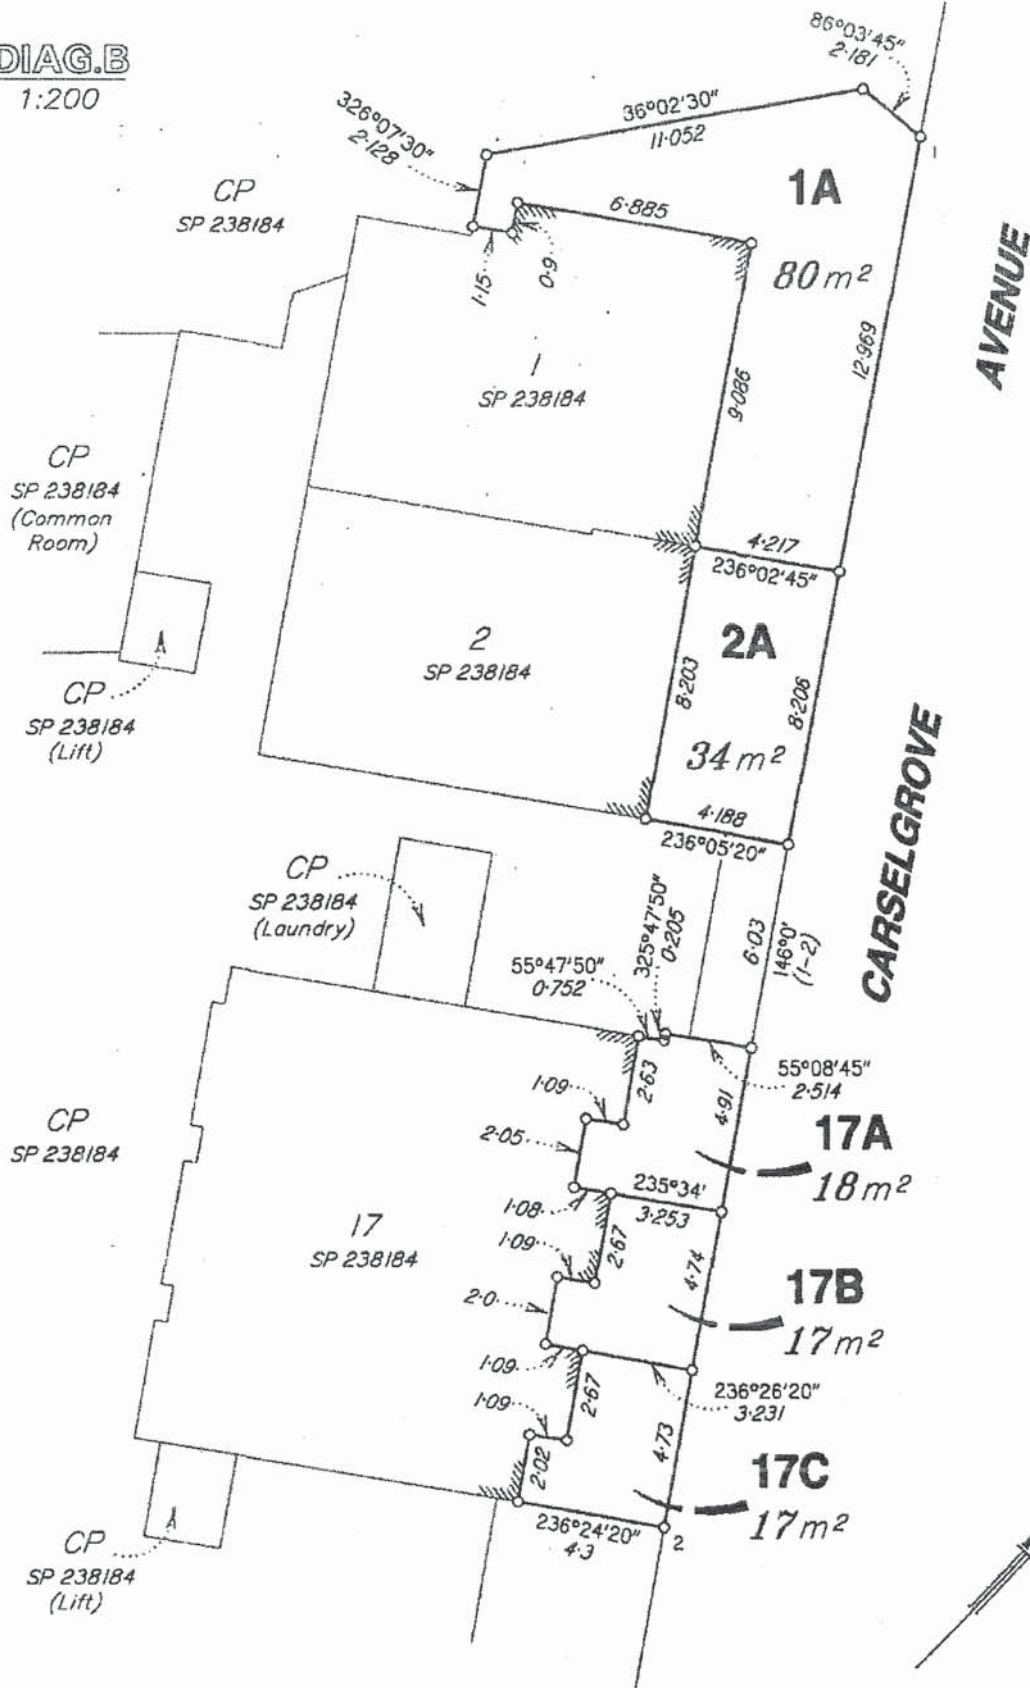 DIAG.B
1:200
86°03'45"
2·181
326°07'30"
2·128
36°02'30"
11·052
1
CP
SP 238184
1A
6·885
80 m²
1·15
0·9
AVENUE
12·969
1
SP 238184
9·086
CP
SP 238184
(Common
Room)
4·217
236°02'45"
2
SP 238184
2A
8·203
8·206
CP
SP 238184
(Lift)
34 m²
4·188
236°05'20"
CARSELGROVE
CP
SP 238184
(Laundry)
325°47'50"
0·205
6·03
146°0'
(1-2)
55°47'50"
0·752
55°08'45"
2·514
2·63
1·09
4·91
CP
SP 238184
2·05
17A
18 m²
235°34'
3·253
1·08
17
SP 238184
1·09
2·67
4·74
17B
17 m²
2·0
1·09
236°26'20"
3·231
1·09
2·67
4·73
17C
17 m²
2·02
236°24'20"
4·3
2
CP
SP 238184
(Lift)